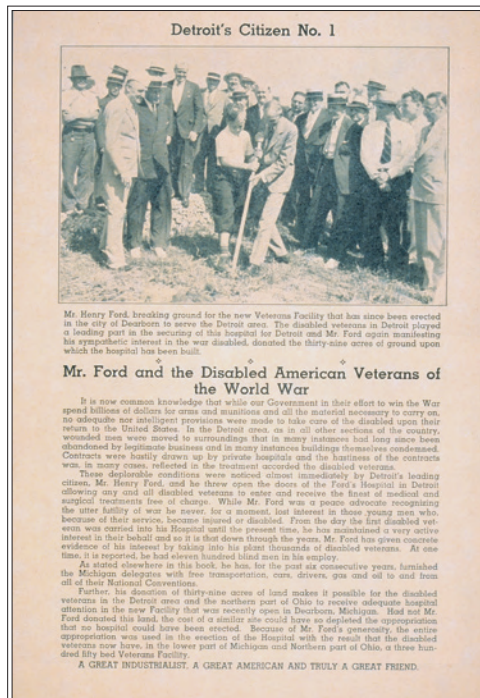 Detroit's Citizen No. 1
Mr. Henry Ford, breaking ground for the new Veterans Facility that has since been erected
in the city of Dearborn to serve the Detroit area. The disabled veterans in Detroit played
a leading part in the securing of this hospital for Detroit and Mr. Ford again manifesting
his sympathetic interest in the war disabled, donated the thirty-nine acres of ground upon
which the hospital has been built.
Mr. Ford and the Disabled American Veterans of
the World War
It is now common knowledge that while our Government in their effort to win the War
spend billions of dollars for arms and munitions and all the material necessary to carry on,
no adequate nor intelligent provisions were made to take care of the disabled upon their
return to the United States. In the Detroit area, as in all other sections of the country,
wounded men were moved to surroundings that in many instances had long since been
abandoned by legitimate business and in many instances buildings themselves condemned.
Contracts were hastily drawn up by private hospitals and the hastiness of the contracts
was, in many cases, reflected in the treatment accorded the disabled veterans.
These deplorable conditions were noticed almost immediately by Detroit's leading
citizen, Mr. Henry Ford, and he threw open the doors of the Ford's Hospital in Detroit
allowing any and all disabled veterans to enter and receive the finest of medical and
surgical treatments free of charge. While Mr. Ford was a peace advocate recognizing
the utter futility of war he never, for a moment, lost interest in those young men who,
because of their service, became injured or disabled. From the day the first disabled vet-
eran was carried into his Hospital until the present time, he has maintained a very active
interest in their behalf and so it is that down through the years, Mr. Ford has given concrete
evidence of his interest by taking into his plant thousands of disabled veterans. At one
time, it is reported, he had eleven hundred blind men in his employ.
As stated elsewhere in this book, he has, for the past six consecutive years, furnished
the Michigan delegates with free transportation, cars, drivers, gas and oil to and from
all of their National Conventions.
Further, his donation of thirty-nine acres of land makes it possible for the disabled
veterans in the Detroit area and the northern part of Ohio to receive adequate hospital
attention in the new Facility that was recently open in Dearborn, Michigan. Had not Mr.
Ford donated this land, the cost of a similar site could have so depleted the appropriation
that no hospital could have been erected. Because of Mr. Ford's generosity, the entire
appropriation was used in the erection of the Hospital with the result that the disabled
veterans now have, in the lower part of Michigan and Northern part of Ohio, a three hun-
dred fifty bed Veterans Facility.
A GREAT INDUSTRIALIST, A GREAT AMERICAN AND TRULY A GREAT FRIEND.